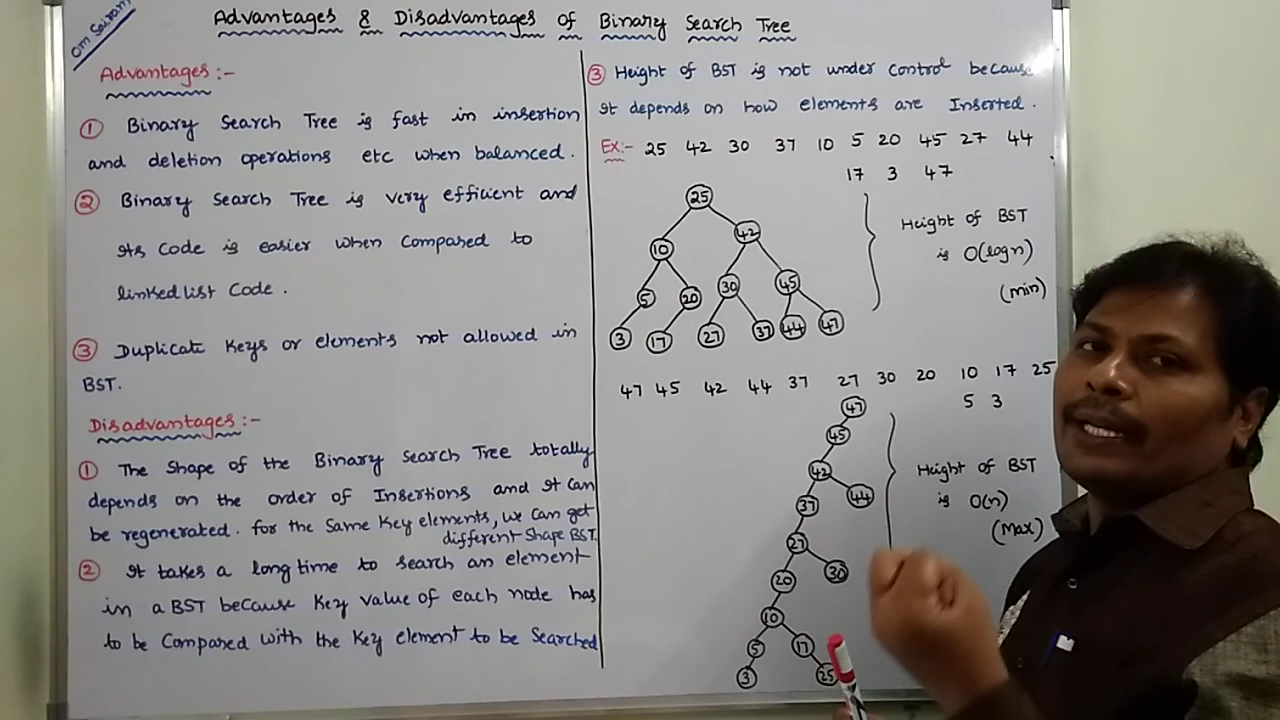 Om Sairam
Advantages & Disadvantages of Binary Search Tree
Advantages :-
① Binary Search Tree is fast in insertion
and deletion operations etc when balanced.
② Binary Search Tree is very efficient and
its code is easier when compared to
linked list code.
③ Duplicate keys or elements not allowed in
BST.
Disadvantages :-
① The shape of the Binary Search Tree totally
depends on the order of Insertions and it can
be regenerated. for the same key elements, we can get
different shape BST.
② It takes a long time to search an element
in a BST because key value of each node has
to be compared with the key element to be searched
③ Height of BST is not under control because
it depends on how elements are Inserted.
Ex:- 25 42 30 37 10 5 20 45 27 44
17 3 47
25
10 42
5 20 30 45
3 17 27 37 44 47
Height of BST
is O(logn)
(min)
47 45 42 44 37 27 30 20 10 17 25
5 3
47
45
42
37 44
27
20 30
10
5 17
3 25
Height of BST
is O(n)
(Max)